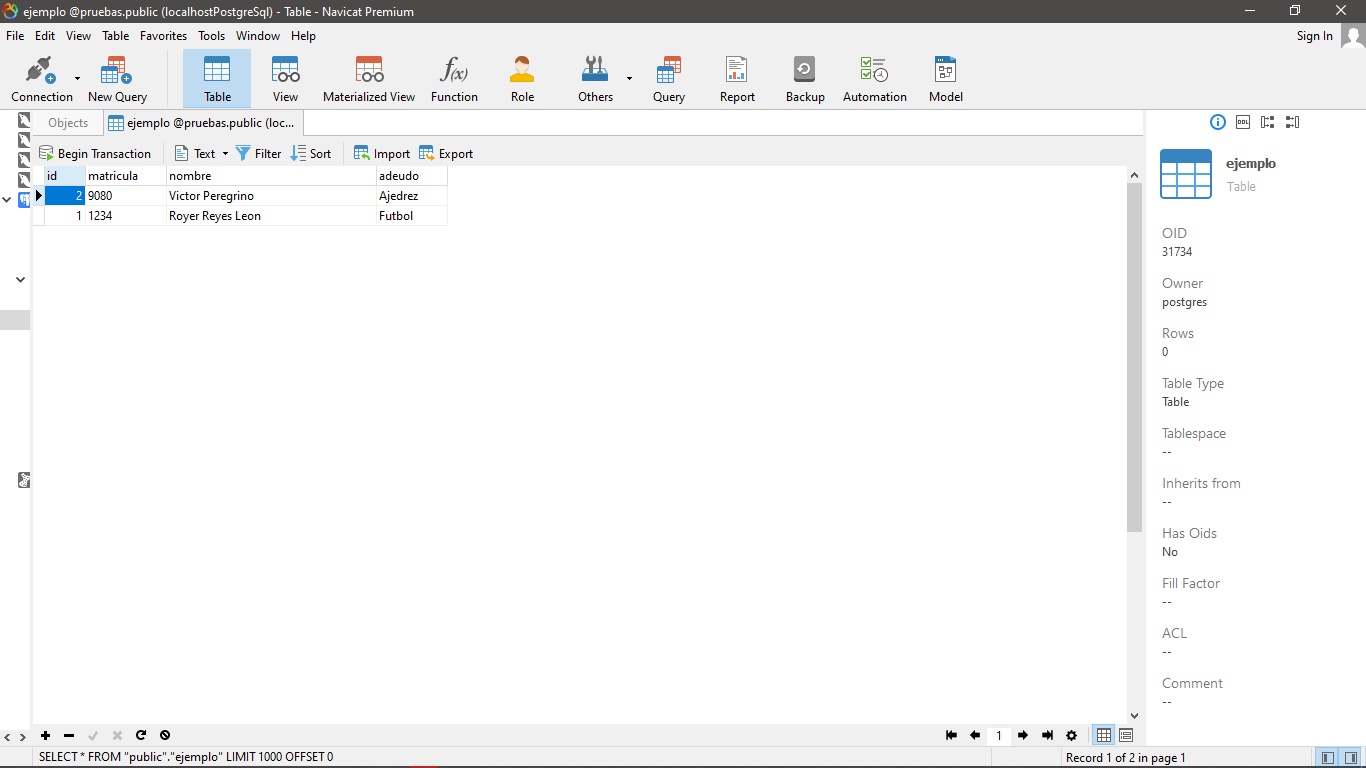 ejemplo @pruebas.public (localhostPostgreSql) - Table - Navicat Premium
File Edit View Table Favorites Tools Window Help Sign In
Connection New Query Table View Materialized View Function Role Others Query Report Backup Automation Model
Objects ejemplo @pruebas.public (loc...
Begin Transaction Text Filter Sort Import Export
id matricula nombre adeudo
2 9080 Victor Peregrino Ajedrez
1 1234 Royer Reyes Leon Futbol
ejemplo
Table
OID
31734
Owner
postgres
Rows
0
Table Type
Table
Tablespace
--
Inherits from
--
Has Oids
No
Fill Factor
--
ACL
--
Comment
--
1
SELECT * FROM "public"."ejemplo" LIMIT 1000 OFFSET 0 Record 1 of 2 in page 1